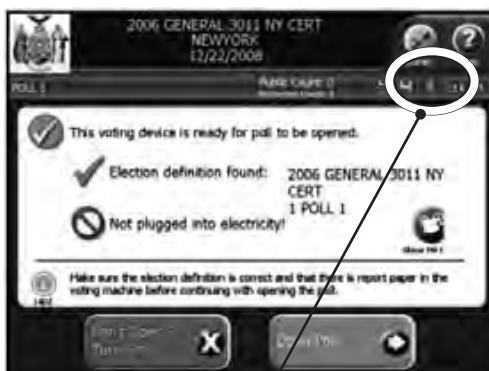 2006 GENERAL 3011 NY CERT
NEWYORK
12/22/2008
?
POLL 1
Public Count: 0
This voting device is ready for poll to be opened.
Election definition found:
2006 GENERAL 3011 NY
CERT
1 POLL 1
Not plugged into electricity!
Make sure the election definition is correct and that there is report paper in the
voting machine before continuing with opening the poll.
Open Poll
X